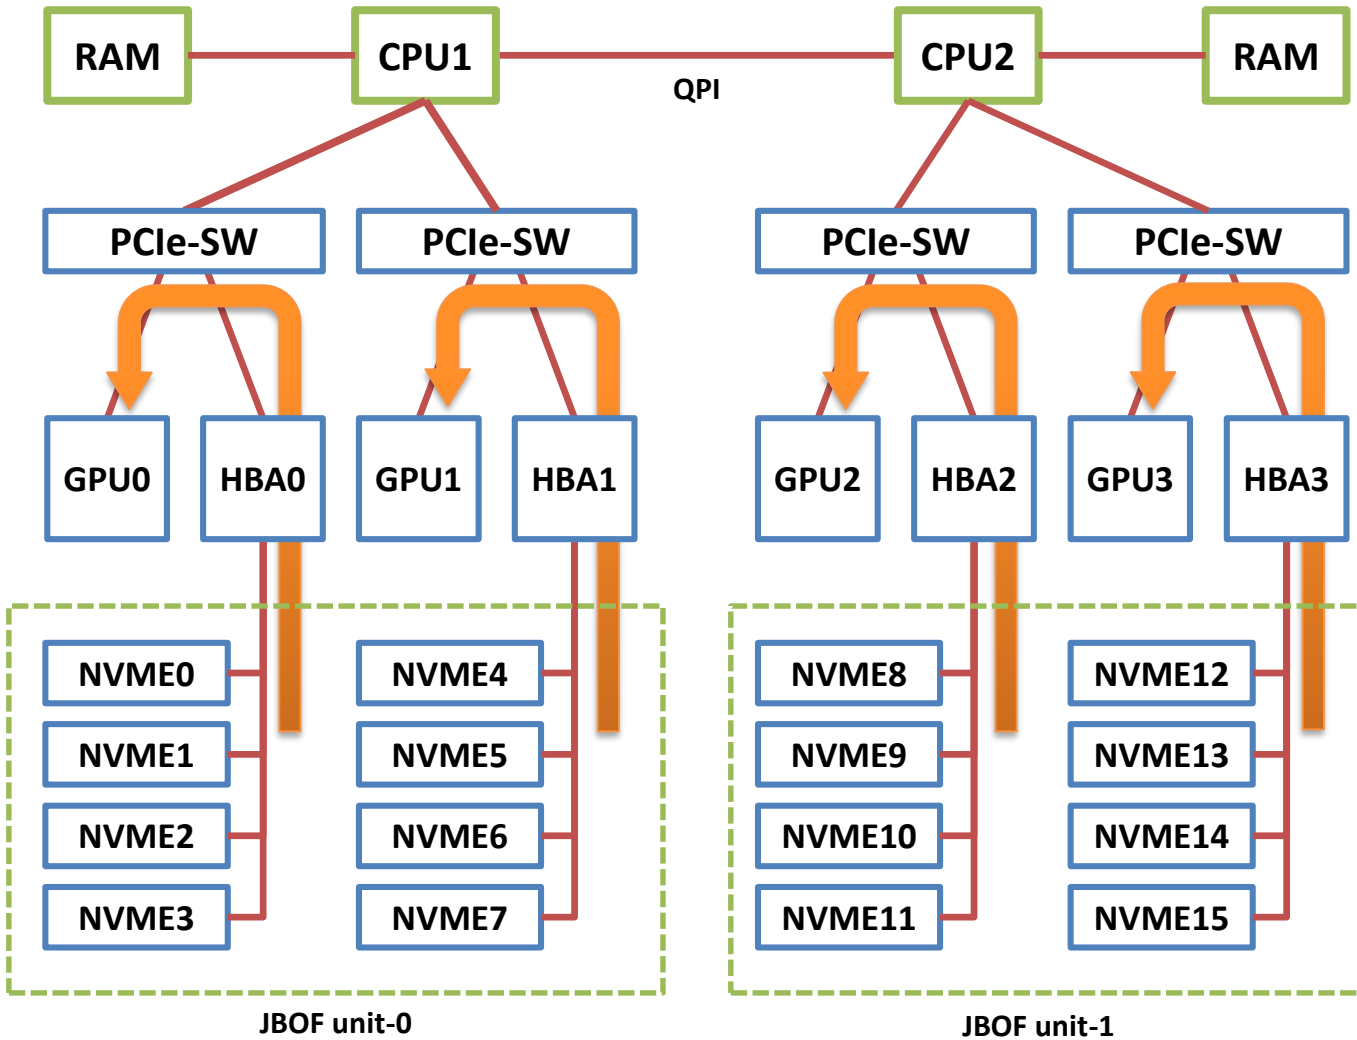 RAM
CPU1
QPI
CPU2
RAM
PCIe-SW
PCIe-SW
PCIe-SW
PCIe-SW
GPU0
HBA0
GPU1
HBA1
GPU2
HBA2
GPU3
HBA3
NVME0
NVME4
NVME8
NVME12
NVME1
NVME5
NVME9
NVME13
NVME2
NVME6
NVME10
NVME14
NVME3
NVME7
NVME11
NVME15
JBOF unit-0
JBOF unit-1